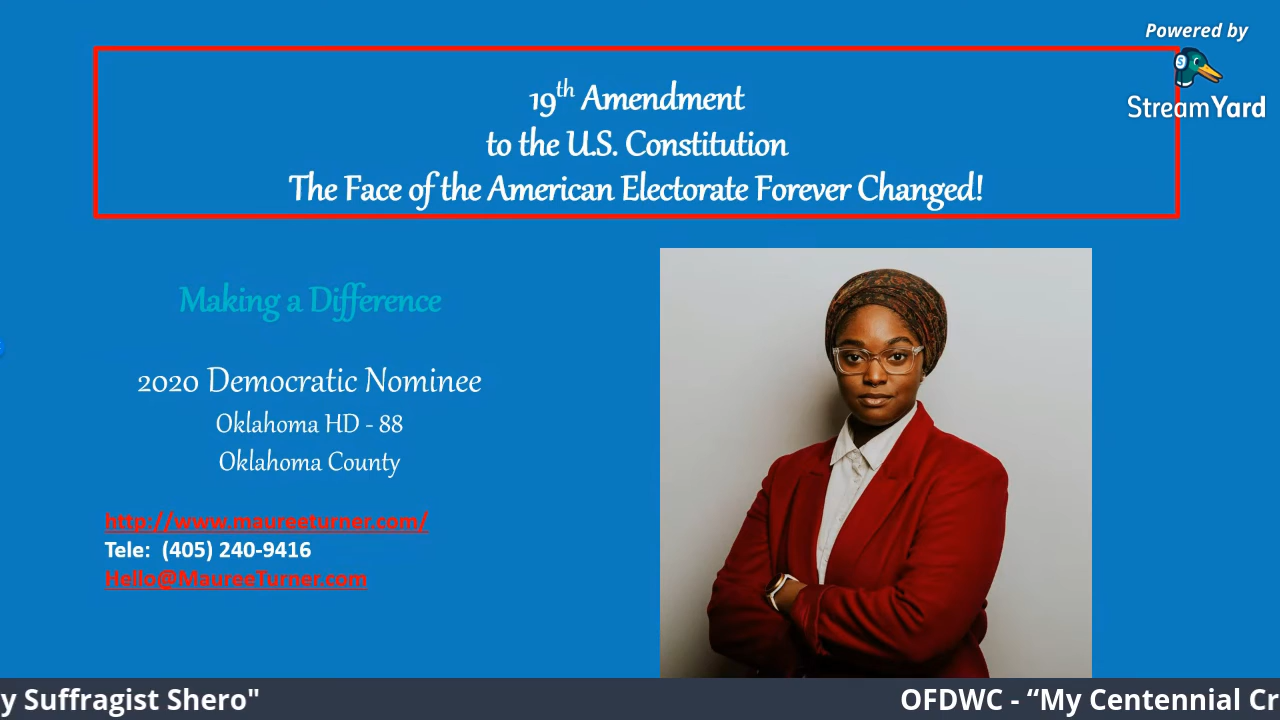 Powered by
StreamYard
19th Amendment
to the U.S. Constitution
The Face of the American Electorate Forever Changed!
Making a Difference
2020 Democratic Nominee
Oklahoma HD - 88
Oklahoma County
http://www.maureeturner.com/
Tele: (405) 240-9416
Hello@MaureeTurner.com
y Suffragist Shero"
OFDWC - “My Centennial Cr